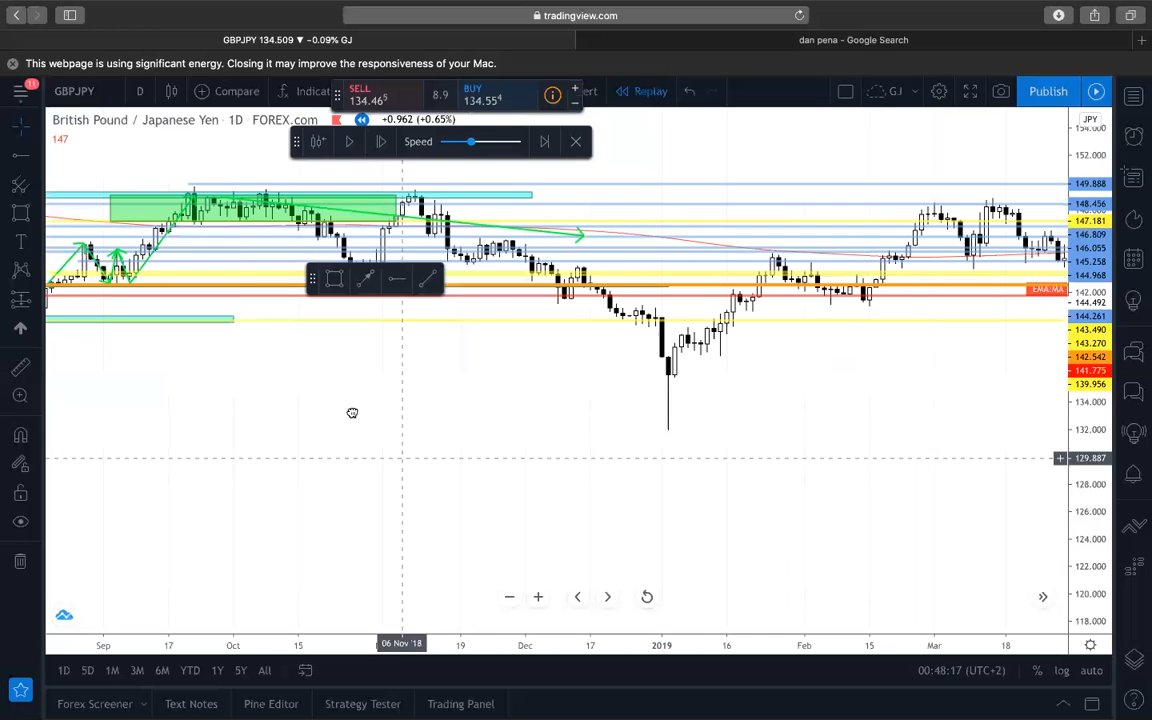 tradingview.com
GBPJPY 134.509 ▼ −0.09% GJ
dan pena - Google Search
This webpage is using significant energy. Closing it may improve the responsiveness of your Mac.
11
GBPJPY
D
Compare
Indicat
SELL
134.46⁵
8.9
BUY
134.55⁴
ert
Replay
GJ
Publish
British Pound / Japanese Yen · 1D · FOREX.com
+0.962 (+0.65%)
JPY
147
Speed
154.000
152.000
149.888
148.456
147.181
146.809
146.055
145.258
144.968
142.000
EMA:MA
144.492
144.261
143.490
143.270
142.542
141.775
139.956
134.000
132.000
129.887
128.000
126.000
124.000
122.000
120.000
118.000
Sep
17
Oct
15
06 Nov '18
19
Dec
17
2019
16
Feb
15
Mar
18
1D
5D
1M
3M
6M
YTD
1Y
5Y
All
00:48:17 (UTC+2)
%
log
auto
Forex Screener
Text Notes
Pine Editor
Strategy Tester
Trading Panel